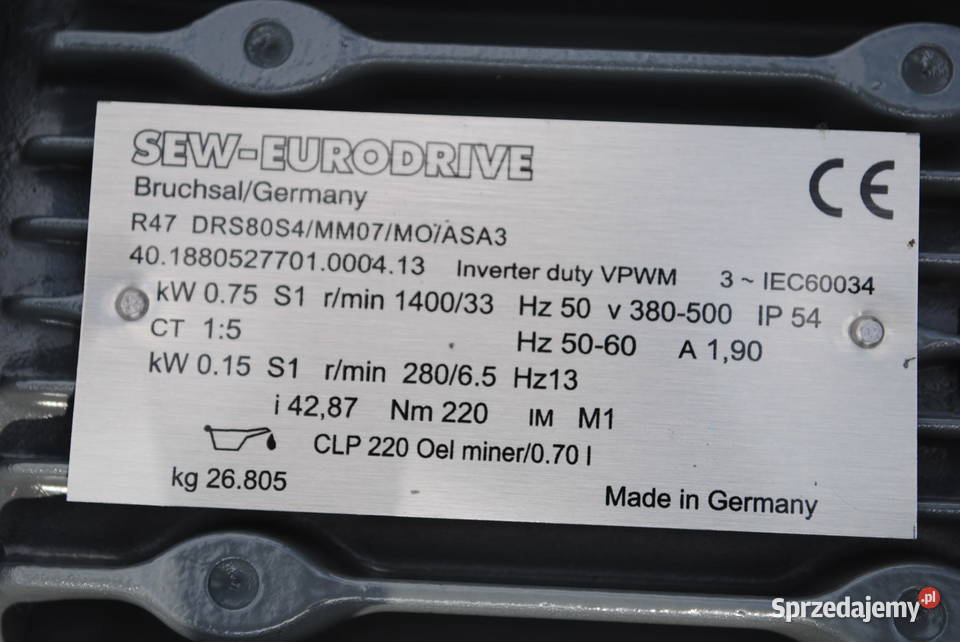 SEW-EURODRIVE
Bruchsal/Germany
CE
R47 DRS80S4/MM07/MO/ASA3
40.1880527701.0004.13 Inverter duty VPWM 3 ~ IEC60034
kW 0.75 S1 r/min 1400/33 Hz 50 v 380-500 IP 54
CT 1:5 Hz 50-60 A 1,90
kW 0.15 S1 r/min 280/6.5 Hz13
i 42,87 Nm 220 IM M1
CLP 220 Oel miner/0.70 l
kg 26.805
Made in Germany
Sprzedajemy.pl